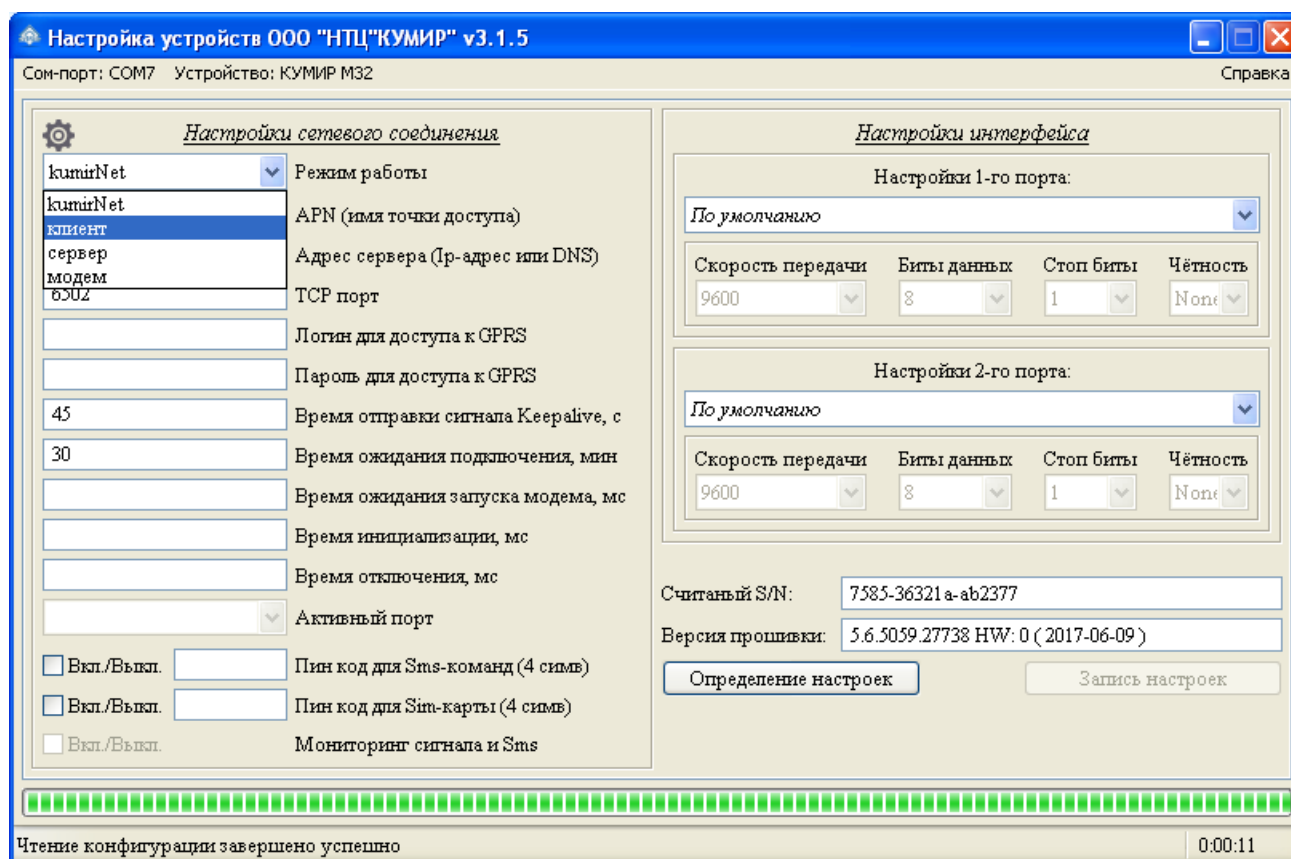 Настройка устройств ООО "НТЦ"КУМИР" v3.1.5
Сом-порт: COM7 Устройство: КУМИР М32 Справка
Настройки сетевого соединения
kumirNet Режим работы
kumirNet
клиент APN (имя точки доступа)
сервер Адрес сервера (Ip-адрес или DNS)
модем
6502 TCP порт
Логин для доступа к GPRS
Пароль для доступа к GPRS
45 Время отправки сигнала Keepalive, с
30 Время ожидания подключения, мин
Время ожидания запуска модема, мс
Время инициализации, мс
Время отключения, мс
Активный порт
Вкл./Выкл. Пин код для Sms-команд (4 симв)
Вкл./Выкл. Пин код для Sim-карты (4 симв)
Вкл./Выкл. Мониторинг сигнала и Sms
Настройки интерфейса
Настройки 1-го порта:
По умолчанию
Скорость передачи Биты данных Стоп биты Чётность
9600 8 1 None
Настройки 2-го порта:
По умолчанию
Скорость передачи Биты данных Стоп биты Чётность
9600 8 1 None
Считаный S/N: 7585-36321a-ab2377
Версия прошивки: 5.6.5059.27738 HW: 0 ( 2017-06-09 )
Определение настроек Запись настроек
Чтение конфигурации завершено успешно 0:00:11